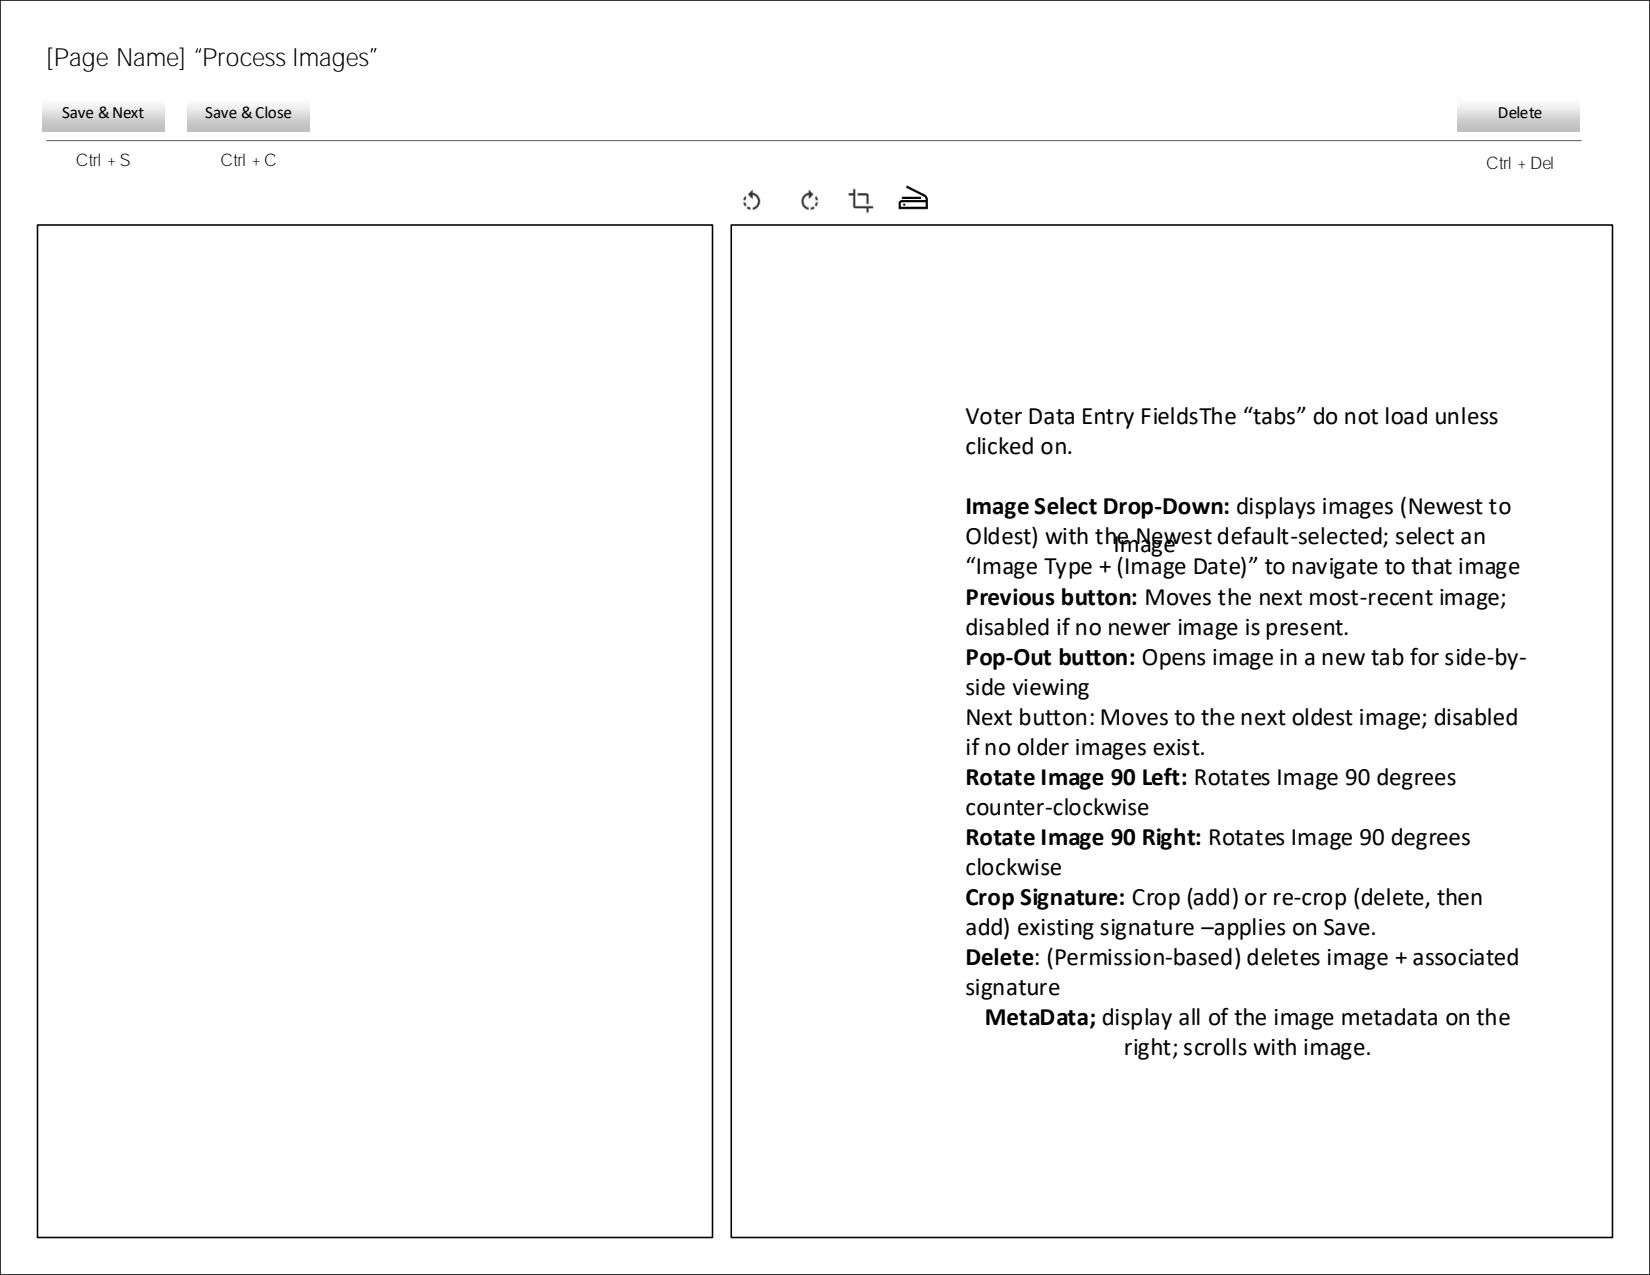 [Page Name] “Process Images”
Save & Next
Save & Close
Delete
Ctrl + S
Ctrl + C
Ctrl + Del
Voter Data Entry FieldsThe “tabs” do not load unless
clicked on.
Image Select Drop-Down: displays images (Newest to
Oldest) with the Newest default-selected; select an
Image
“Image Type + (Image Date)” to navigate to that image
Previous button: Moves the next most-recent image;
disabled if no newer image is present.
Pop-Out button: Opens image in a new tab for side-by-
side viewing
Next button: Moves to the next oldest image; disabled
if no older images exist.
Rotate Image 90 Left: Rotates Image 90 degrees
counter-clockwise
Rotate Image 90 Right: Rotates Image 90 degrees
clockwise
Crop Signature: Crop (add) or re-crop (delete, then
add) existing signature –applies on Save.
Delete: (Permission-based) deletes image + associated
signature
MetaData; display all of the image metadata on the
right; scrolls with image.